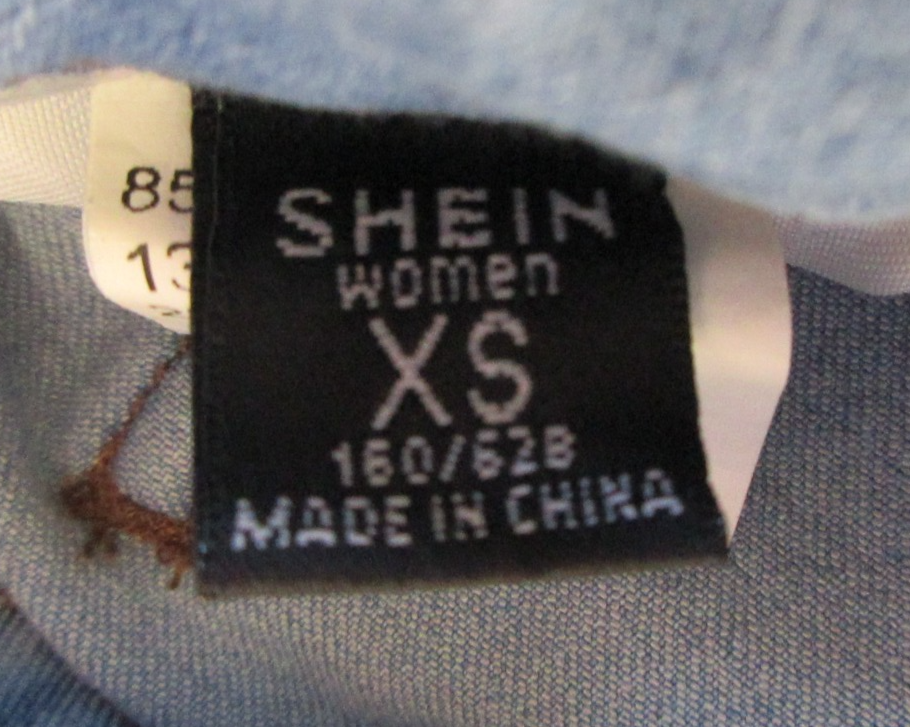 85
13
SHEIN
women
XS
160/62B
MADE IN CHINA